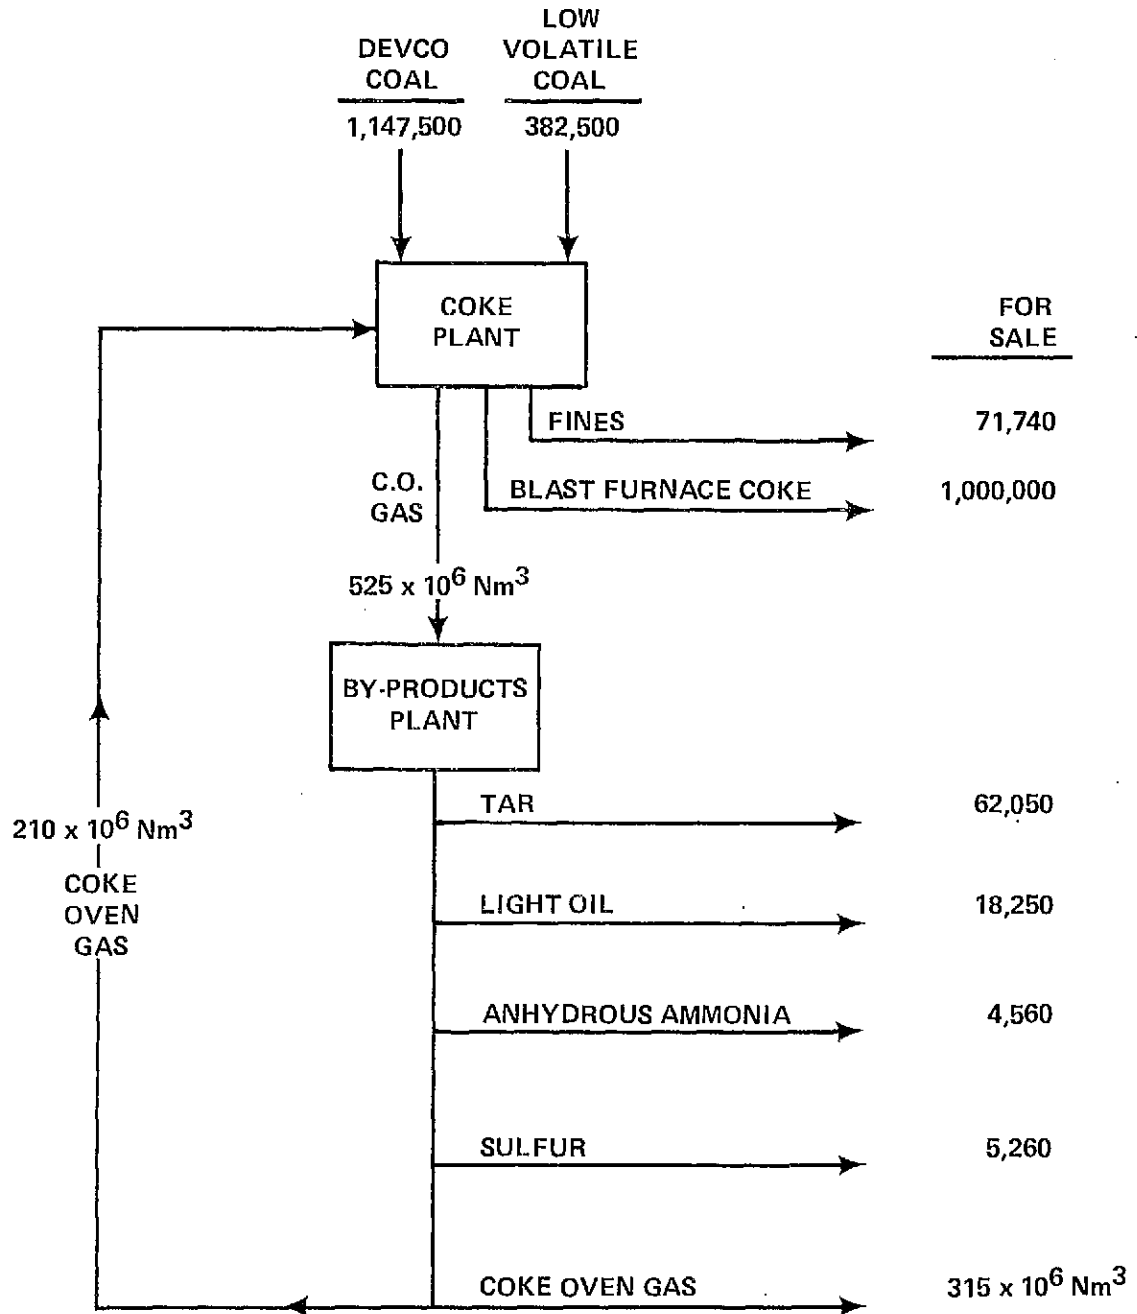 DEVCO
COAL
1,147,500
LOW
VOLATILE
COAL
382,500
COKE
PLANT
FOR
SALE
FINES
71,740
C.O.
GAS
BLAST FURNACE COKE
1,000,000
525 x 10⁶ Nm³
BY-PRODUCTS
PLANT
TAR
62,050
210 x 10⁶ Nm³
COKE
OVEN
GAS
LIGHT OIL
18,250
ANHYDROUS AMMONIA
4,560
SULFUR
5,260
COKE OVEN GAS
315 x 10⁶ Nm³